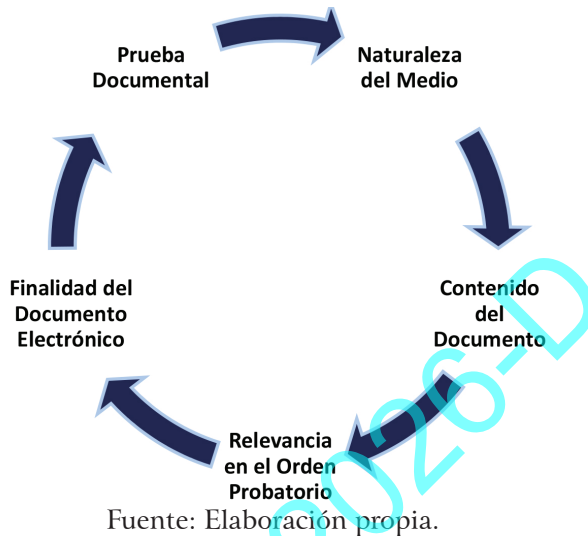 Prueba
Documental
Naturaleza
del Medio
Contenido
del
Documento
Relevancia
en el Orden
Probatorio
Finalidad del
Documento
Electrónico
Fuente: Elaboración propia.
2026-D